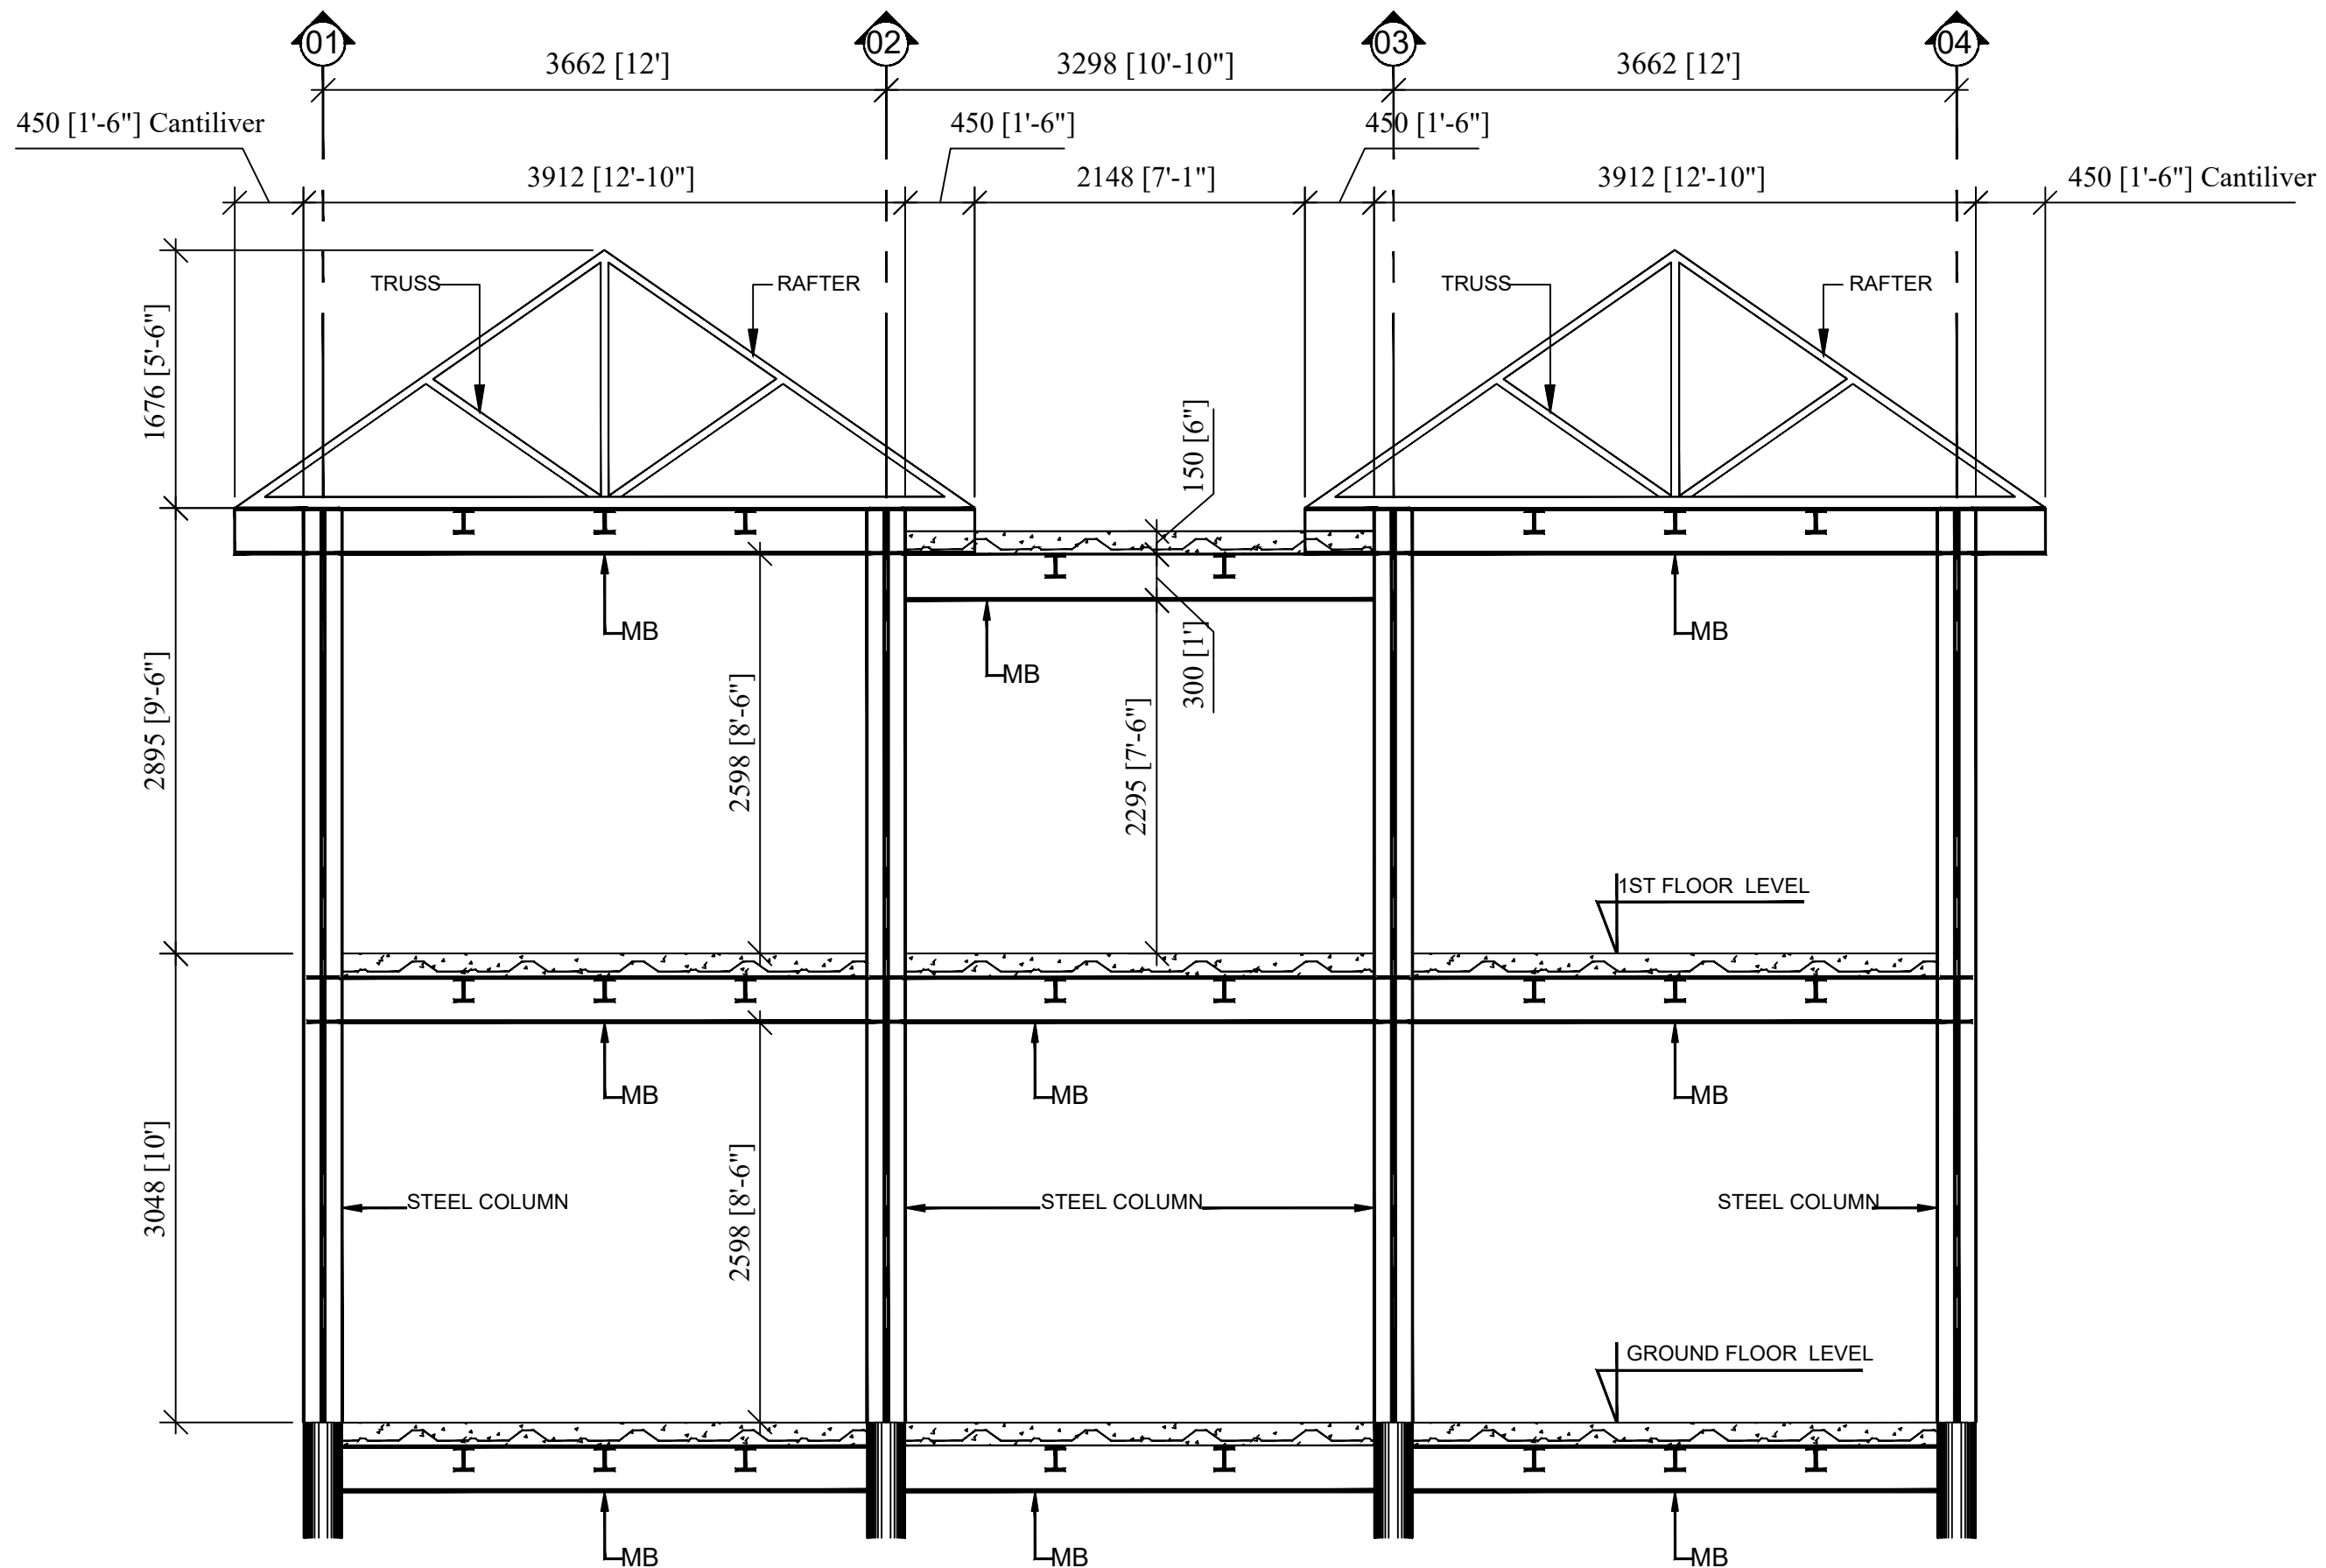 01
02
03
04
3662 [12']
3298 [10'-10"]
3662 [12']
450 [1'-6"] Cantiliver
450 [1'-6"]
450 [1'-6"]
3912 [12'-10"]
2148 [7'-1"]
3912 [12'-10"]
450 [1'-6"] Cantiliver
TRUSS
RAFTER
TRUSS
RAFTER
1676 [5'-6"]
150 [6"]
MB
MB
MB
300 [1']
2895 [9'-6"]
2598 [8'-6"]
2295 [7'-6"]
1ST FLOOR LEVEL
MB
MB
MB
3048 [10']
2598 [8'-6"]
STEEL COLUMN
STEEL COLUMN
STEEL COLUMN
GROUND FLOOR LEVEL
MB
MB
MB